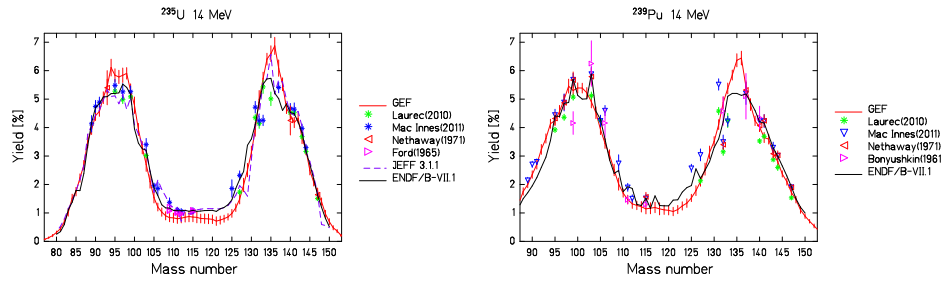 ²³⁵U 14 MeV
Yield [%]
7
6
5
4
3
2
1
0
80 85 90 95 100 105 110 115 120 125 130 135 140 145 150
Mass number
GEF
Laurec(2010)
Mac Innes(2011)
Nethaway(1971)
Ford(1965)
JEFF 3.1.1
ENDF/B-VII.1
²³⁹Pu 14 MeV
Yield [%]
7
6
5
4
3
2
1
0
90 95 100 105 110 115 120 125 130 135 140 145 150
Mass number
GEF
Laurec(2010)
Mac Innes(2011)
Nethaway(1971)
Bonyushkin(1961
ENDF/B-VII.1